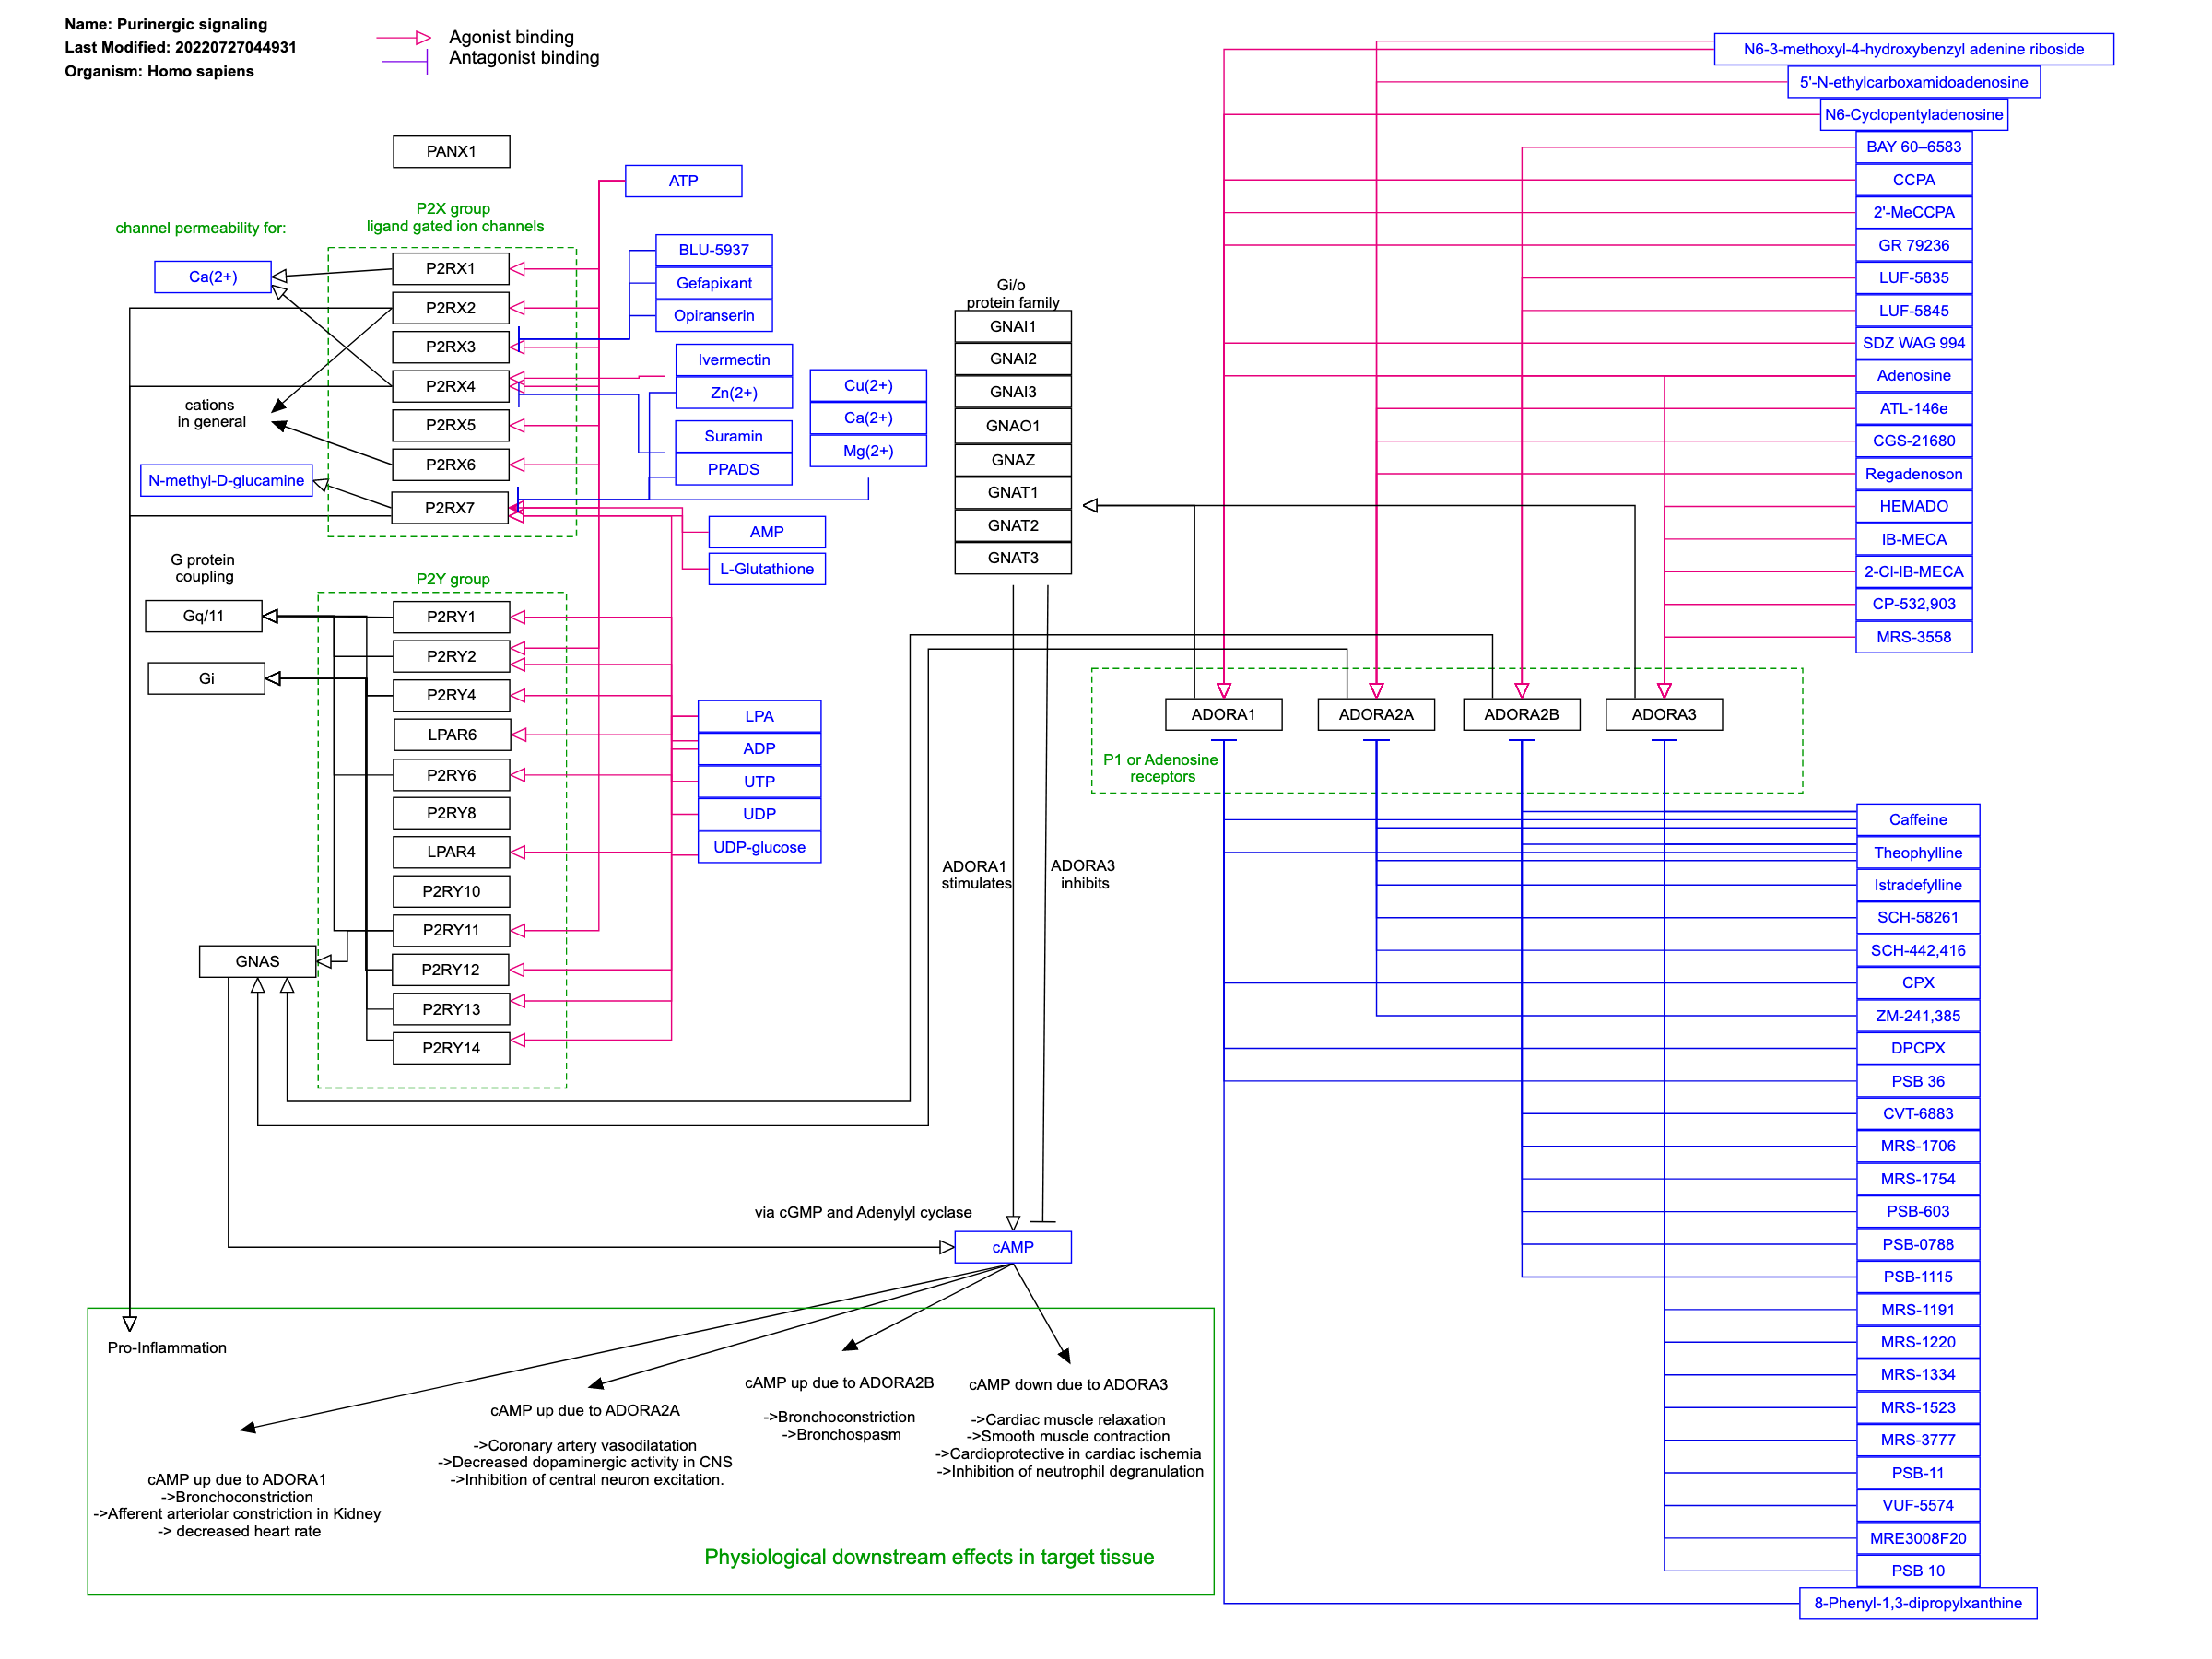 Name: Purinergic signaling
Last Modified: 20220727044931
Organism: Homo sapiens
Agonist binding
Antagonist binding
PANX1
ATP
P2X group
ligand gated ion channels
channel permeability for:
Ca(2+)
P2RX1
P2RX2
P2RX3
P2RX4
P2RX5
P2RX6
P2RX7
cations
in general
N-methyl-D-glucamine
BLU-5937
Gefapixant
Opiranserin
Ivermectin
Zn(2+)
Suramin
PPADS
Cu(2+)
Ca(2+)
Mg(2+)
AMP
L-Glutathione
G protein
coupling
Gq/11
Gi
P2Y group
P2RY1
P2RY2
P2RY4
LPAR6
P2RY6
P2RY8
LPAR4
P2RY10
P2RY11
P2RY12
P2RY13
P2RY14
GNAS
LPA
ADP
UTP
UDP
UDP-glucose
Gi/o
protein family
GNAI1
GNAI2
GNAI3
GNAO1
GNAZ
GNAT1
GNAT2
GNAT3
ADORA1
stimulates
ADORA3
inhibits
via cGMP and Adenylyl cyclase
cAMP
N6-3-methoxyl-4-hydroxybenzyl adenine riboside
5'-N-ethylcarboxamidoadenosine
N6-Cyclopentyladenosine
BAY 60–6583
CCPA
2'-MeCCPA
GR 79236
LUF-5835
LUF-5845
SDZ WAG 994
Adenosine
ATL-146e
CGS-21680
Regadenoson
HEMADO
IB-MECA
2-Cl-IB-MECA
CP-532,903
MRS-3558
ADORA1
ADORA2A
ADORA2B
ADORA3
P1 or Adenosine
receptors
Caffeine
Theophylline
Istradefylline
SCH-58261
SCH-442,416
CPX
ZM-241,385
DPCPX
PSB 36
CVT-6883
MRS-1706
MRS-1754
PSB-603
PSB-0788
PSB-1115
MRS-1191
MRS-1220
MRS-1334
MRS-1523
MRS-3777
PSB-11
VUF-5574
MRE3008F20
PSB 10
8-Phenyl-1,3-dipropylxanthine
Pro-Inflammation
cAMP up due to ADORA1
->Bronchoconstriction
->Afferent arteriolar constriction in Kidney
-> decreased heart rate
cAMP up due to ADORA2A
->Coronary artery vasodilatation
->Decreased dopaminergic activity in CNS
->Inhibition of central neuron excitation.
cAMP up due to ADORA2B
->Bronchoconstriction
->Bronchospasm
cAMP down due to ADORA3
->Cardiac muscle relaxation
->Smooth muscle contraction
->Cardioprotective in cardiac ischemia
->Inhibition of neutrophil degranulation
Physiological downstream effects in target tissue